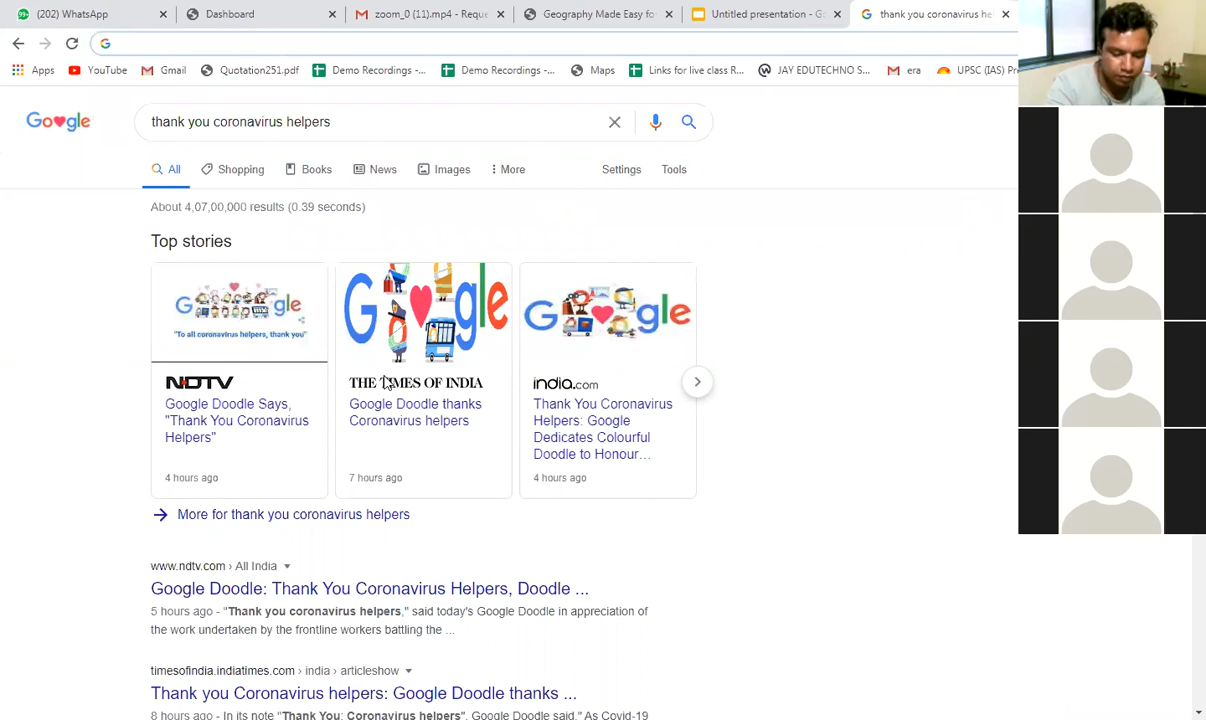 99+ (202) WhatsApp
Dashboard
zoom_0 (11).mp4 - Reque
Geography Made Easy fo
Untitled presentation - G
thank you coronavirus he
Apps
YouTube
Gmail
Quotation251.pdf
Demo Recordings -...
Demo Recordings -...
Maps
Links for live class R...
JAY EDUTECHNO S...
era
UPSC (IAS) Pr
thank you coronavirus helpers
All
Shopping
Books
News
Images
More
Settings
Tools
About 4,07,00,000 results (0.39 seconds)
Top stories
Google
"To all coronavirus helpers, thank you"
NDTV
Google Doodle Says,
"Thank You Coronavirus
Helpers"
4 hours ago
THE TIMES OF INDIA
Google Doodle thanks
Coronavirus helpers
7 hours ago
india.com
Thank You Coronavirus
Helpers: Google
Dedicates Colourful
Doodle to Honour...
4 hours ago
More for thank you coronavirus helpers
www.ndtv.com › All India
Google Doodle: Thank You Coronavirus Helpers, Doodle ...
5 hours ago - "Thank you coronavirus helpers," said today's Google Doodle in appreciation of
the work undertaken by the frontline workers battling the ...
timesofindia.indiatimes.com › india › articleshow
Thank you Coronavirus helpers: Google Doodle thanks ...
8 hours ago - In its note "Thank You: Coronavirus helpers", Google Doodle said," As Covid-19